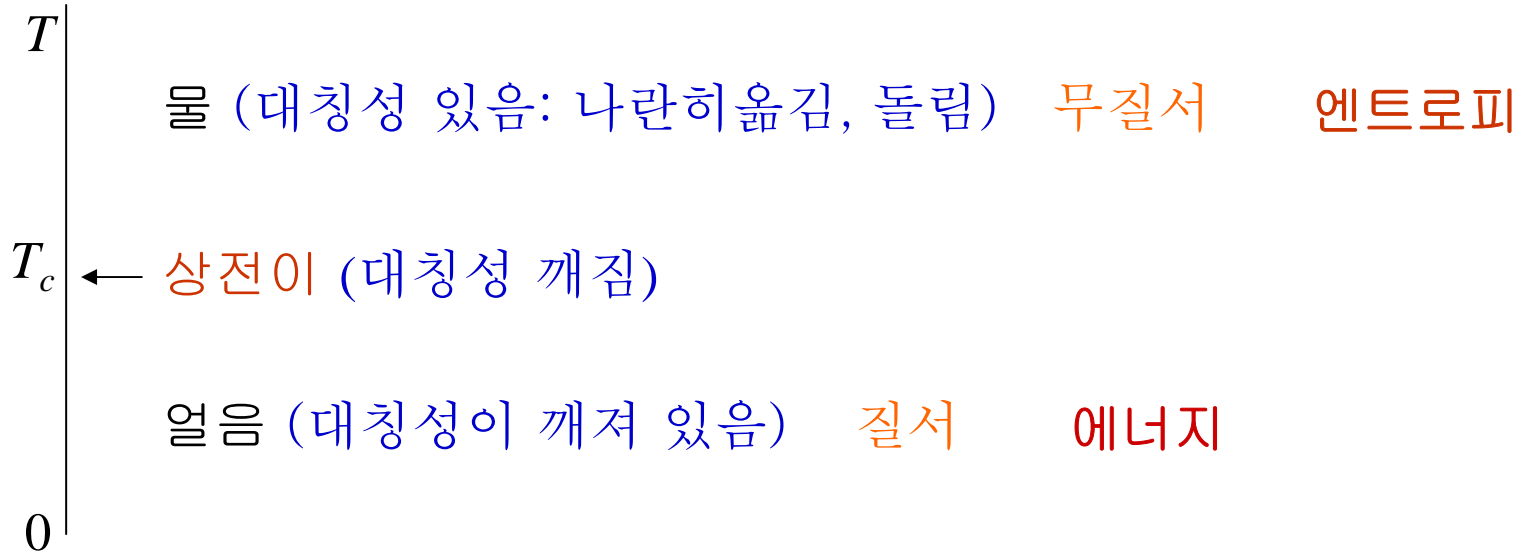 T
물 (대칭성 있음: 나란히옮김, 돌림) 무질서 엔트로피
T_c 상전이 (대칭성 깨짐)
얼음 (대칭성이 깨져 있음) 질서 에너지
0